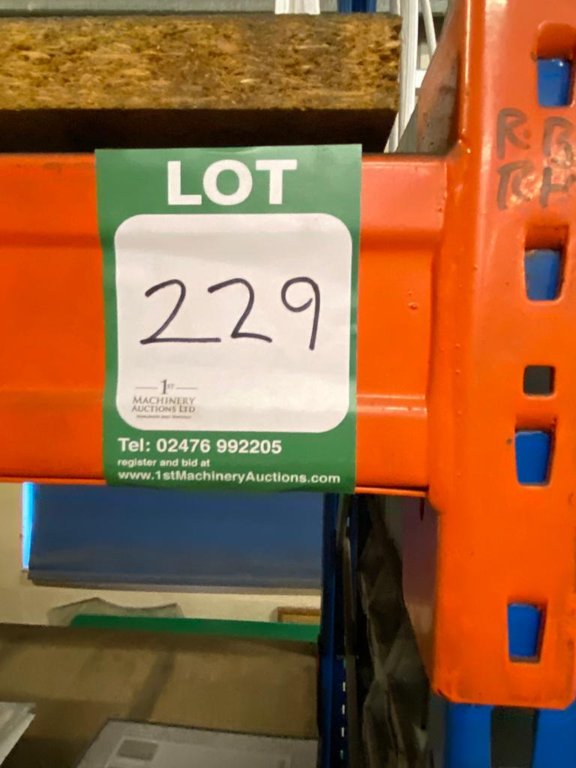 LOT
229
1ST
MACHINERY
AUCTIONS LTD
Tel: 02476 992205
register and bid at
www.1stMachineryAuctions.com
R. B